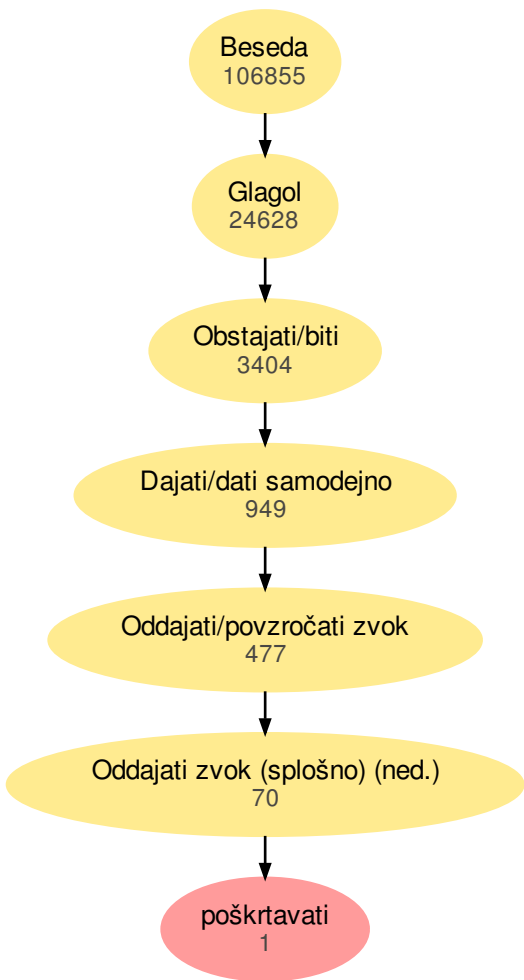 Beseda
106855
Glagol
24628
Obstajati/biti
3404
Dajati/dati samodejno
949
Oddajati/povzročati zvok
477
Oddajati zvok (splošno) (ned.)
70
poškrtavati
1